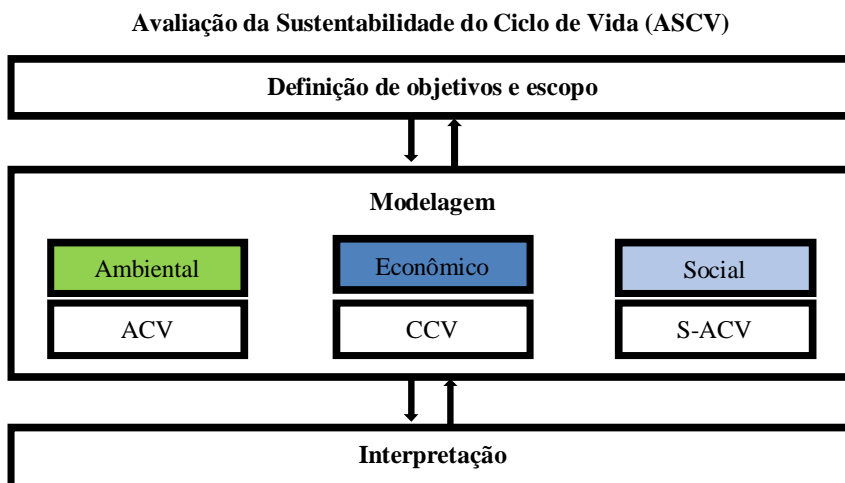 Avaliação da Sustentabilidade do Ciclo de Vida (ASCV)
Definição de objetivos e escopo
Modelagem
Ambiental
Econômico
Social
ACV
CCV
S-ACV
Interpretação